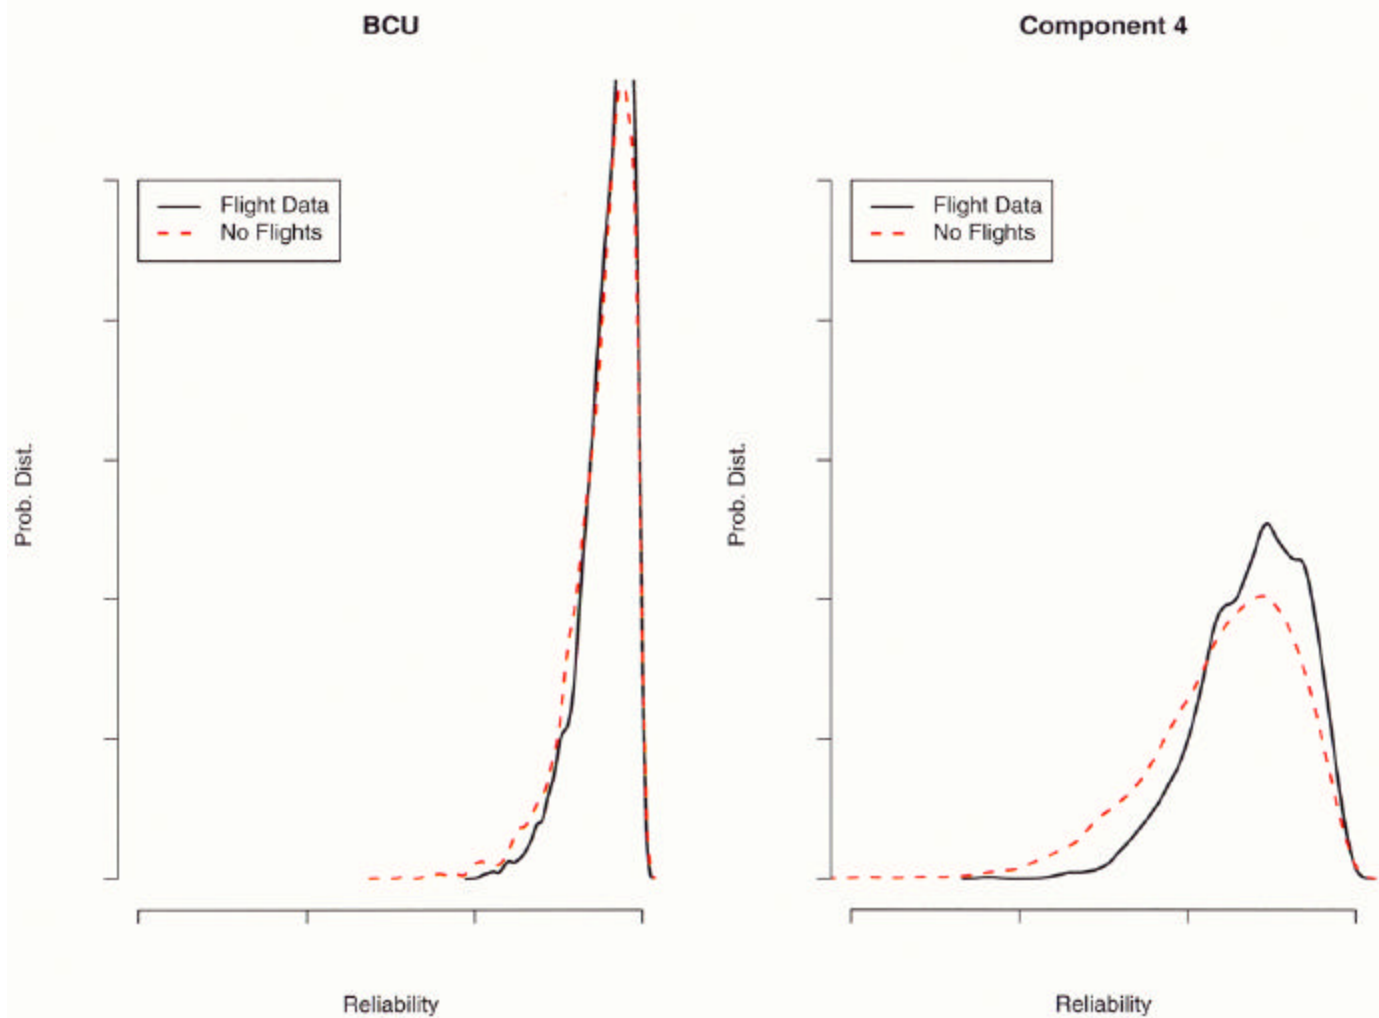 BCU
Flight Data
No Flights
Prob. Dist.
Reliability
Component 4
Flight Data
No Flights
Prob. Dist.
Reliability